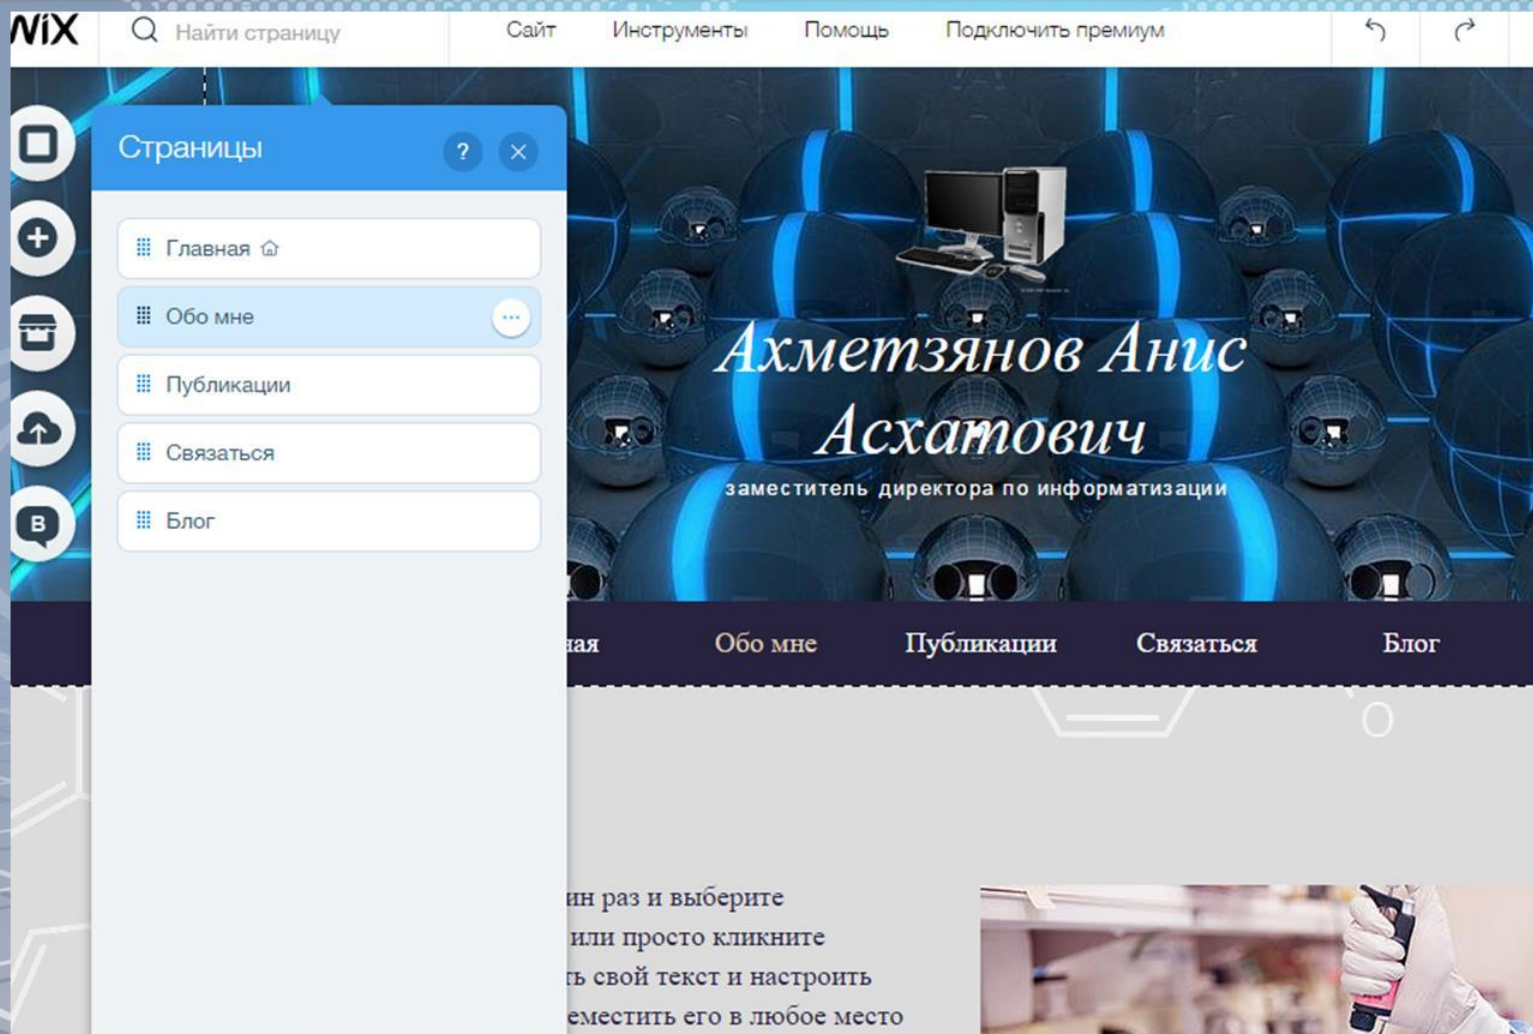 WiX
Найти страницу
Сайт
Инструменты
Помощь
Подключить премиум
Страницы
?
Главная
Обо мне
Публикации
Связаться
Блог
B
Ахметзянов Анис
Асхатович
заместитель директора по информатизации
ная Обо мне Публикации Связаться Блог
O
ин раз и выберите
или просто кликните
ть свой текст и настроить
еместить его в любое место